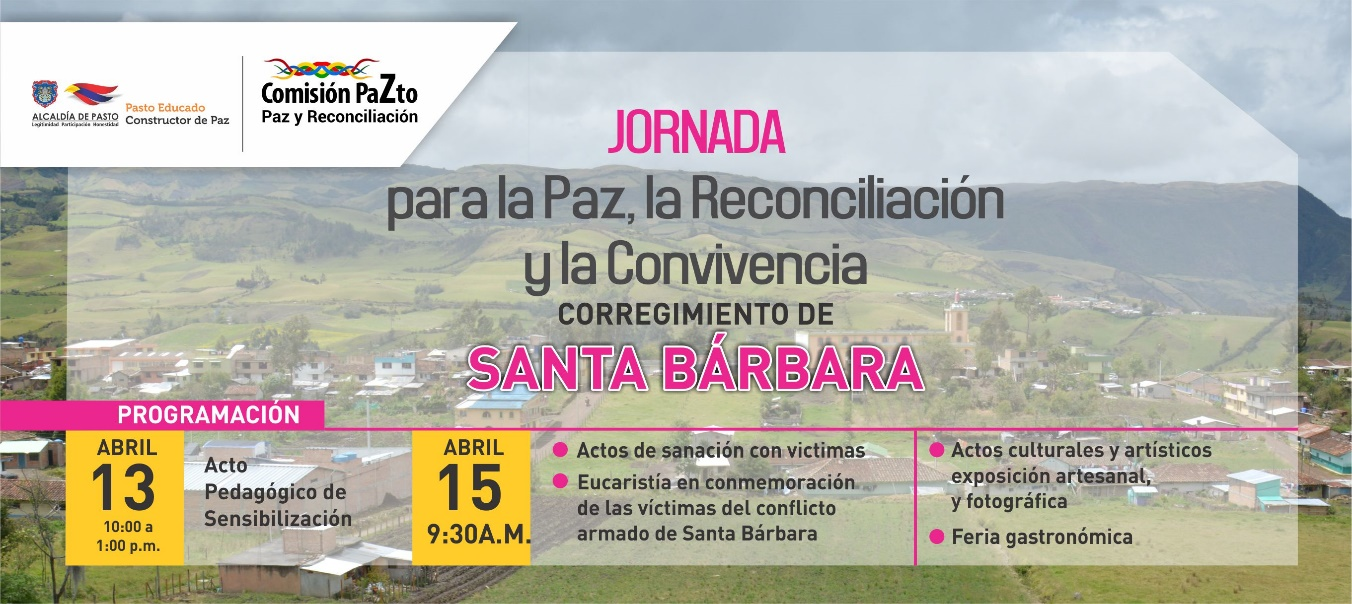 ALCALDÍA DE PASTO
Legitimidad Participación Honestidad
Pasto Educado
Constructor de Paz
Comisión PaZto
Paz y Reconciliación
JORNADA
para la Paz, la Reconciliación
y la Convivencia
CORREGIMIENTO DE
SANTA BÁRBARA
PROGRAMACIÓN
ABRIL
13
10:00 a
1:00 p.m.
Acto
Pedagógico de
Sensibilización
ABRIL
15
9:30A.M.
Actos de sanación con victimas
Eucaristía en conmemoración
de las víctimas del conflicto
armado de Santa Bárbara
Actos culturales y artísticos
exposición artesanal,
y fotográfica
Feria gastronómica